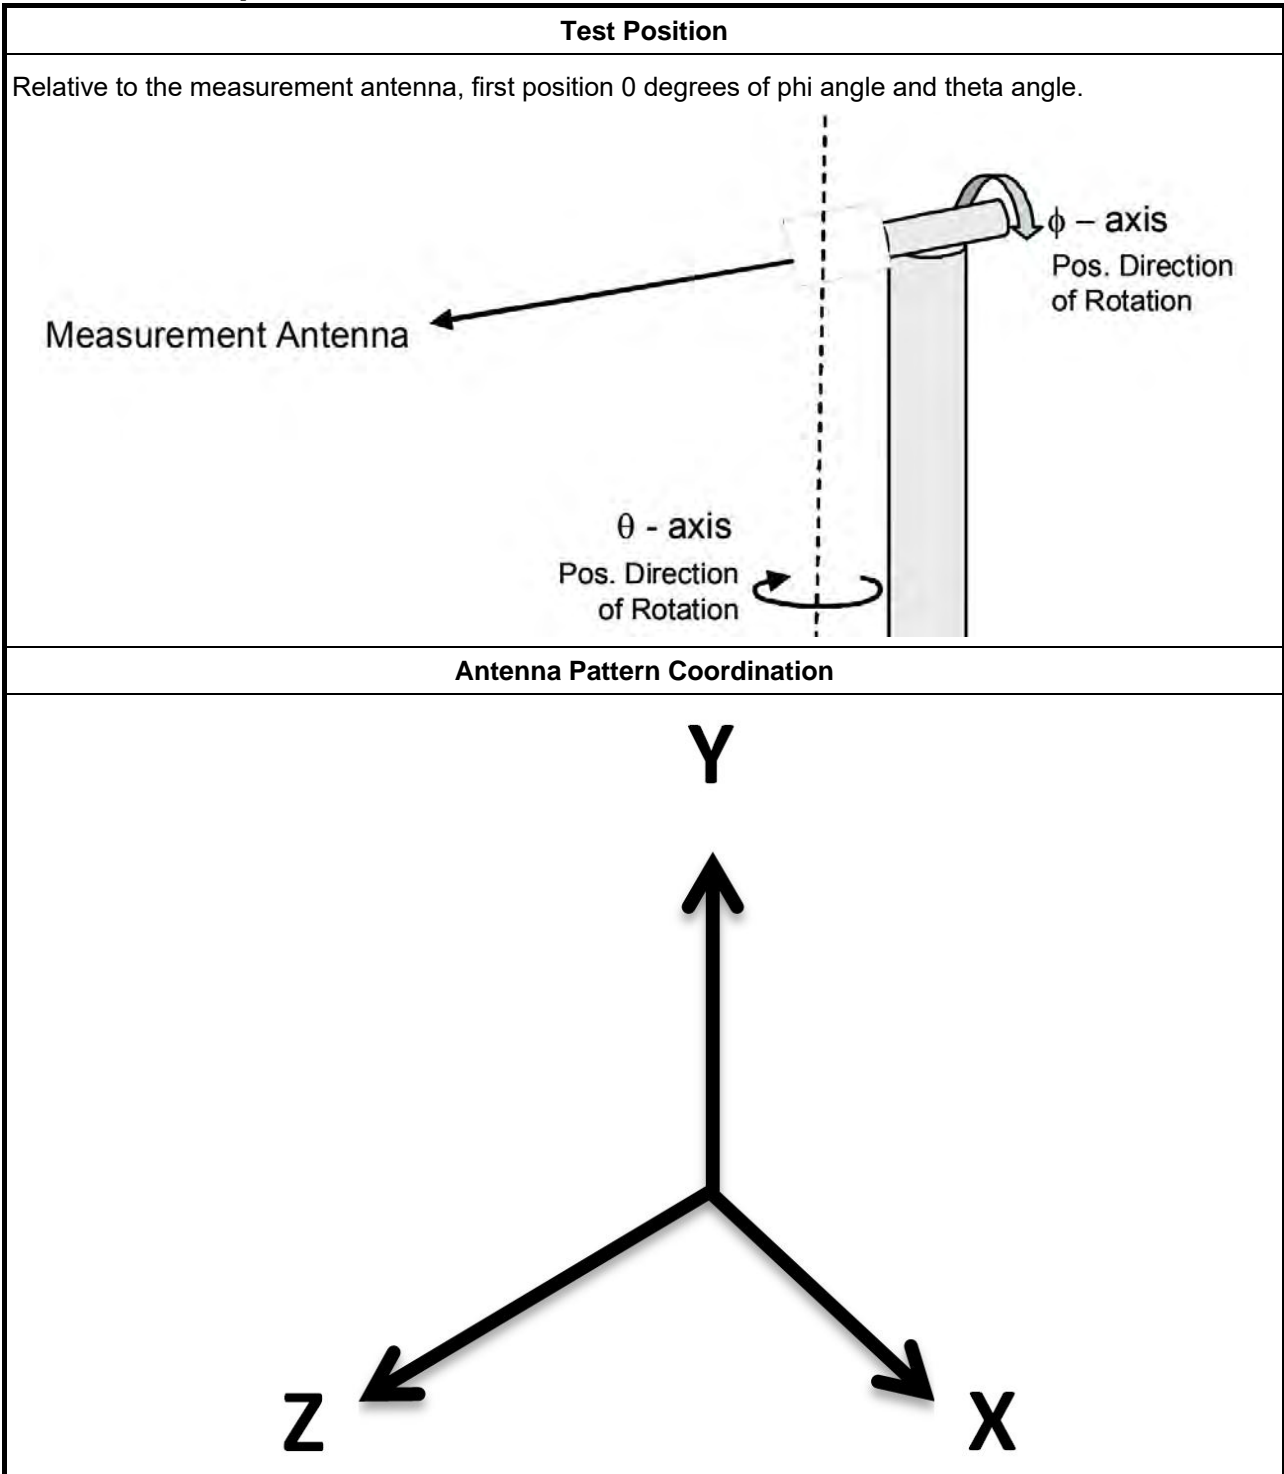 Test Position
Relative to the measurement antenna, first position 0 degrees of phi angle and theta angle.
ϕ – axis
Pos. Direction
of Rotation
Measurement Antenna
θ - axis
Pos. Direction
of Rotation
Antenna Pattern Coordination
Y
Z
X